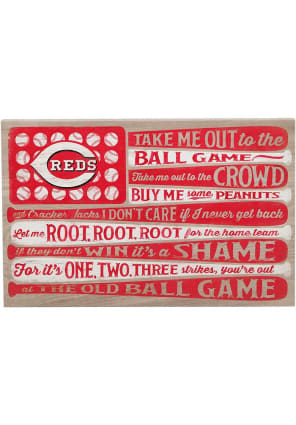 REDS
TAKE ME OUT to the
BALL GAME
Take me out to the CROWD
BUY ME some PEANUTS
and Cracker Jacks I DON'T CARE if I never get back
Let me ROOT, ROOT, ROOT for the home team
if they don't WIN it's a SHAME
For it's ONE, TWO, THREE strikes, you're out
at THE OLD BALL GAME